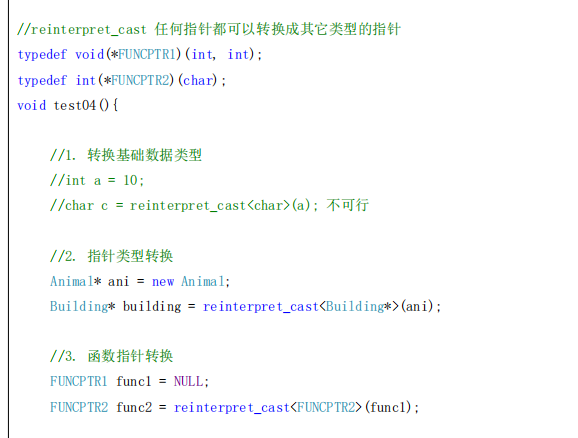 //reinterpret_cast 任何指针都可以转换成其它类型的指针
typedef void(*FUNCPTR1)(int, int);
typedef int(*FUNCPTR2)(char);
void test04(){
//1. 转换基础数据类型
//int a = 10;
//char c = reinterpret_cast<char>(a); 不可行
//2. 指针类型转换
Animal* ani = new Animal;
Building* building = reinterpret_cast<Building*>(ani);
//3. 函数指针转换
FUNCPTR1 func1 = NULL;
FUNCPTR2 func2 = reinterpret_cast<FUNCPTR2>(func1);